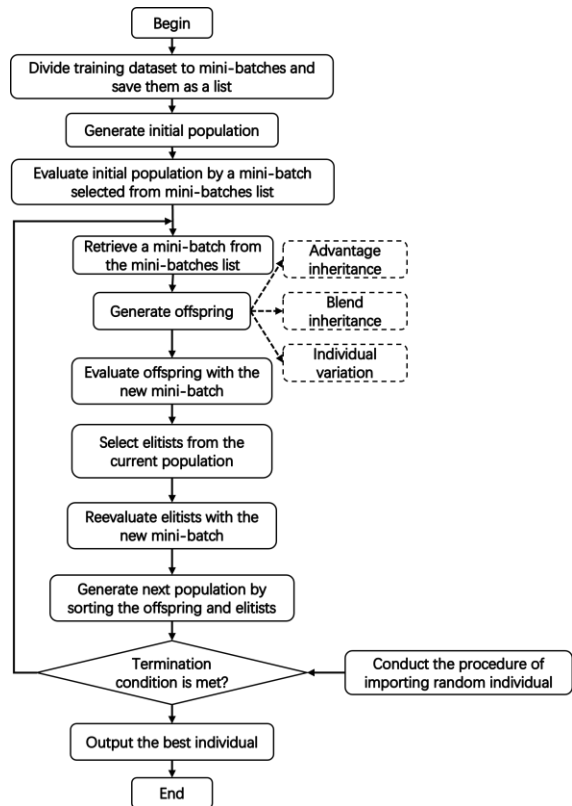 Begin
Divide training dataset to mini-batches and
save them as a list
Generate initial population
Evaluate initial population by a mini-batch
selected from mini-batches list
Retrieve a mini-batch from
the mini-batches list
Advantage
inheritance
Generate offspring
Blend
inheritance
Individual
variation
Evaluate offspring with the
new mini-batch
Select elitists from the
current population
Reevaluate elitists with the
new mini-batch
Generate next population by
sorting the offspring and elitists
Termination
condition is met?
Conduct the procedure of
importing random individual
Output the best individual
End